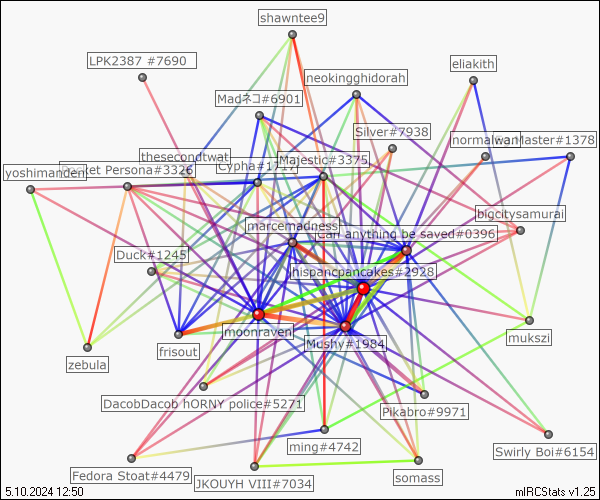 shawntee9
LPK2387 #7690
eliakith
neokingghidorah
Madネコ#6901
Silver#7938
normalwa
Master#1378
thesecondtwat
Majestic#3375
yoshimanden
ket Persona#3326
Cypha#1717
bigcitysamurai
marcemadness
Can anything be saved#0396
Duck#1245
hispancpancakes#2928
moonraven
Mushy#1984
mukszi
frisout
zebula
DacobDacob hORNY police#5271
Pikabro#9971
ming#4742
Swirly Boi#6154
Fedora Stoat#4479
JKOUYH VIII#7034
somass
5.10.2024 12:50
mIRCStats v1.25